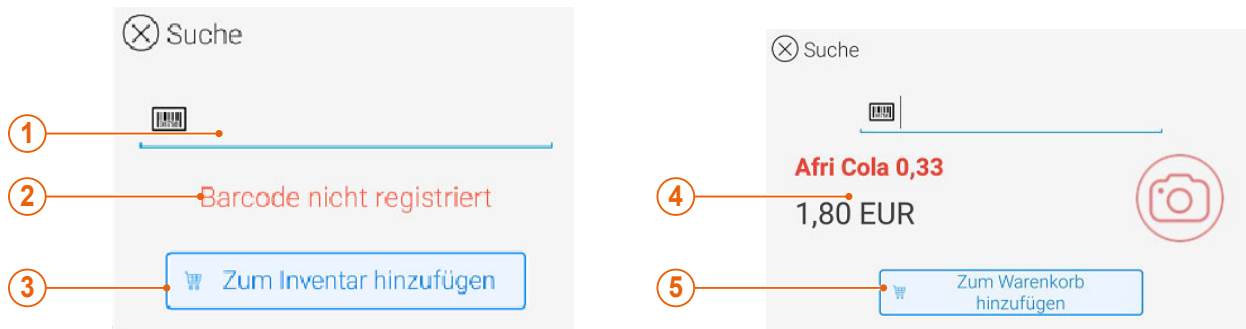 Suche
1
2
Barcode nicht registriert
3
Zum Inventar hinzufügen
Suche
Afri Cola 0,33
4
1,80 EUR
5
Zum Warenkorb
hinzufügen